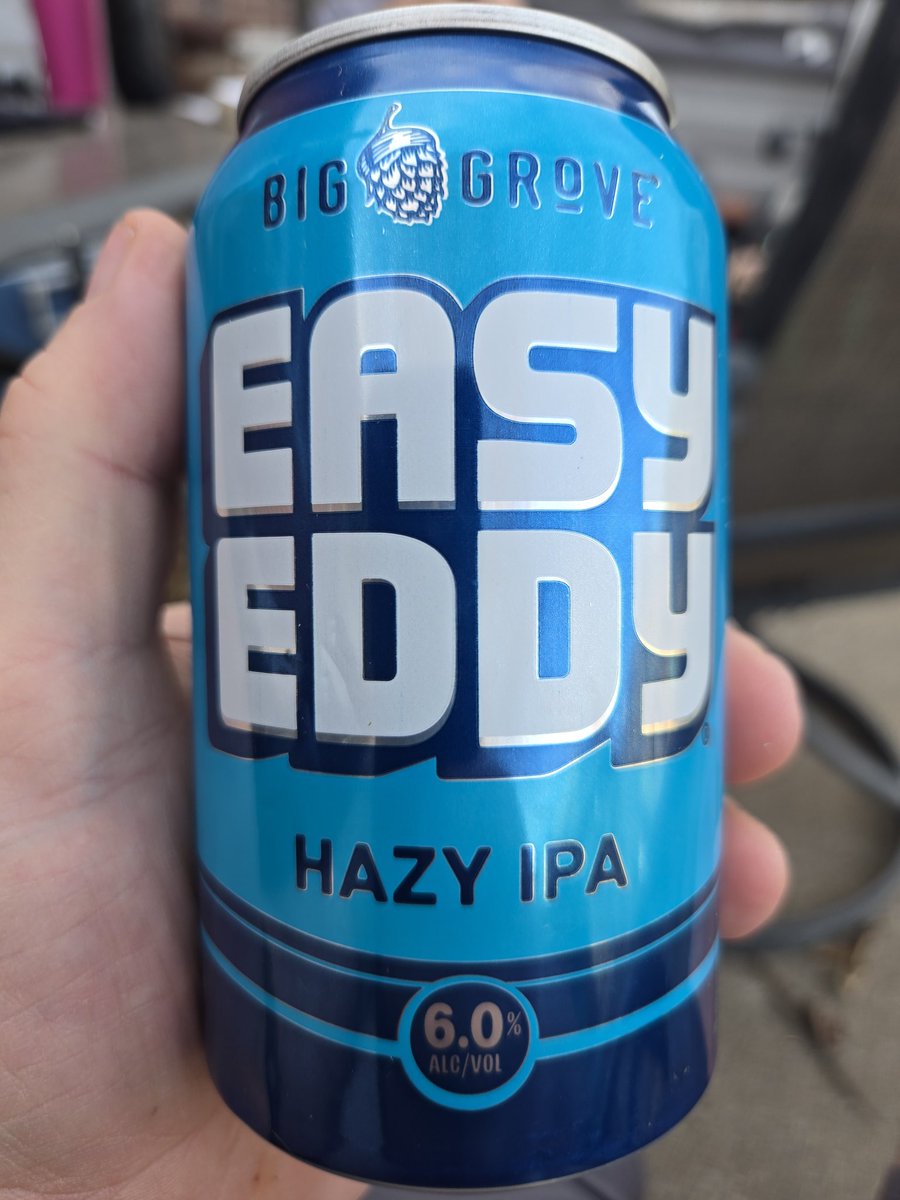 BIG GROVE
EASY
EDDY
HAZY IPA
6.0%
ALC/VOL